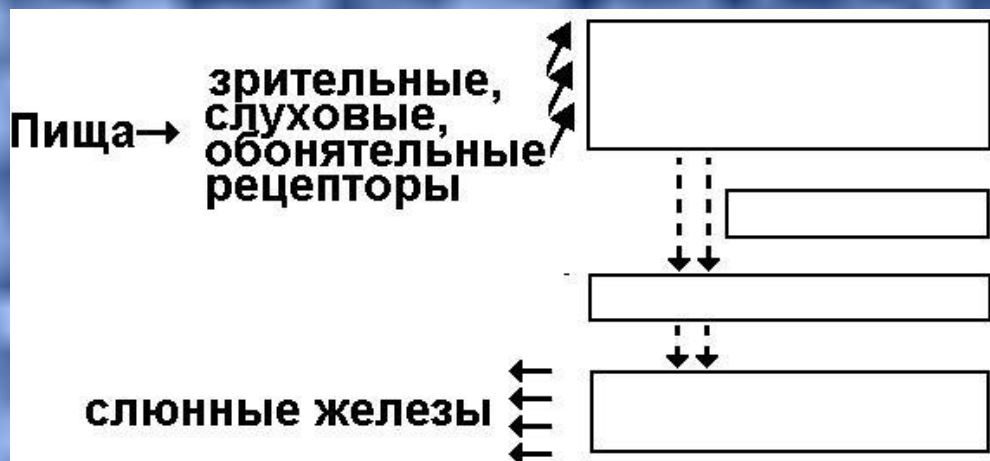 Пища→
зрительные,
слуховые,
обонятельные
рецепторы
слюнные железы